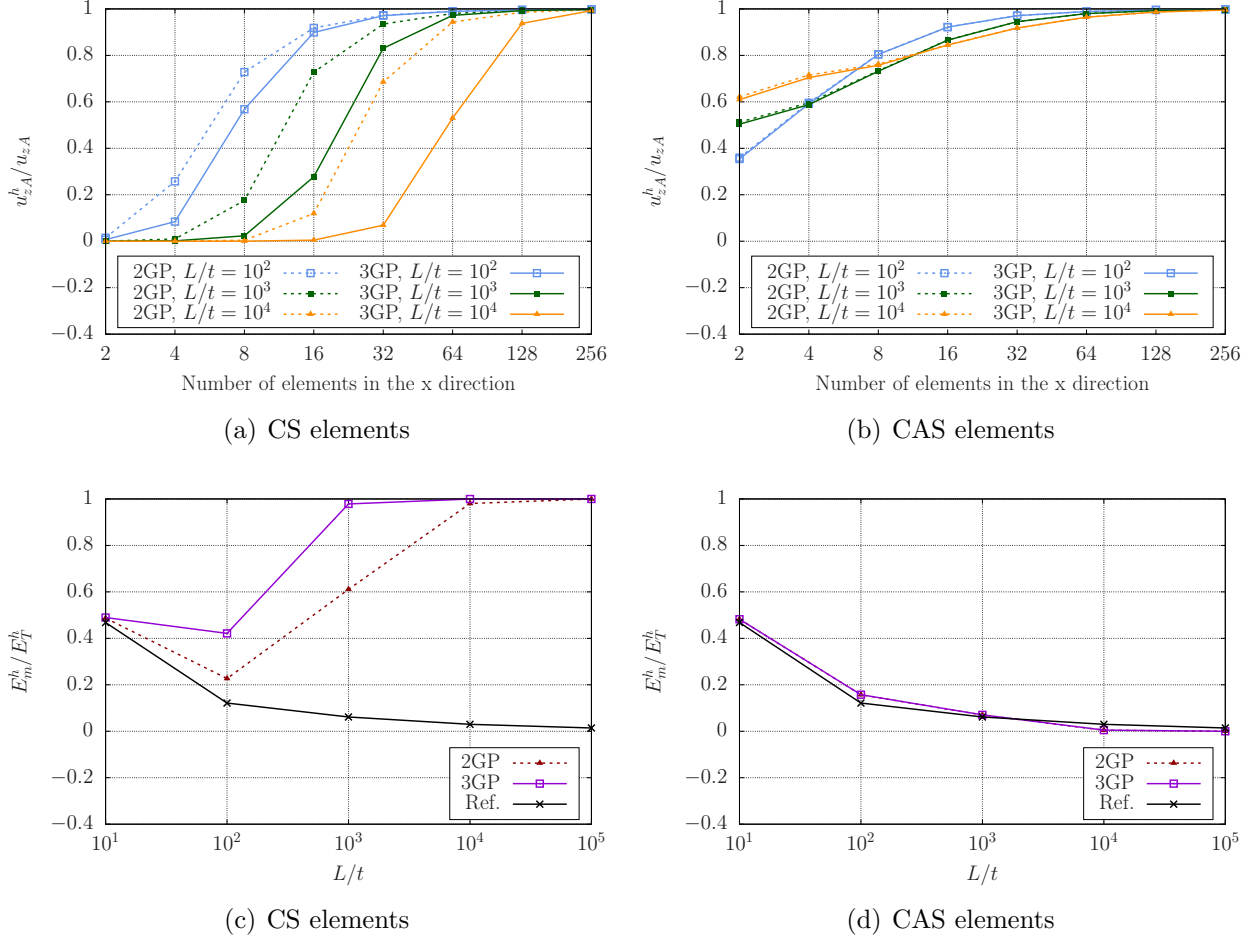 1
0.8
0.6
0.4
0.2
0
−0.2
−0.4
u^h_{zA}/u_{zA}
2GP, L/t = 10^2
2GP, L/t = 10^3
2GP, L/t = 10^4
3GP, L/t = 10^2
3GP, L/t = 10^3
3GP, L/t = 10^4
2 4 8 16 32 64 128 256
Number of elements in the x direction
(a) CS elements
1
0.8
0.6
0.4
0.2
0
−0.2
−0.4
u^h_{zA}/u_{zA}
2GP, L/t = 10^2
2GP, L/t = 10^3
2GP, L/t = 10^4
3GP, L/t = 10^2
3GP, L/t = 10^3
3GP, L/t = 10^4
2 4 8 16 32 64 128 256
Number of elements in the x direction
(b) CAS elements
1
0.8
0.6
0.4
0.2
0
−0.2
−0.4
E^h_m/E^h_T
2GP
3GP
Ref.
10^1 10^2 10^3 10^4 10^5
L/t
(c) CS elements
1
0.8
0.6
0.4
0.2
0
−0.2
−0.4
E^h_m/E^h_T
2GP
3GP
Ref.
10^1 10^2 10^3 10^4 10^5
L/t
(d) CAS elements